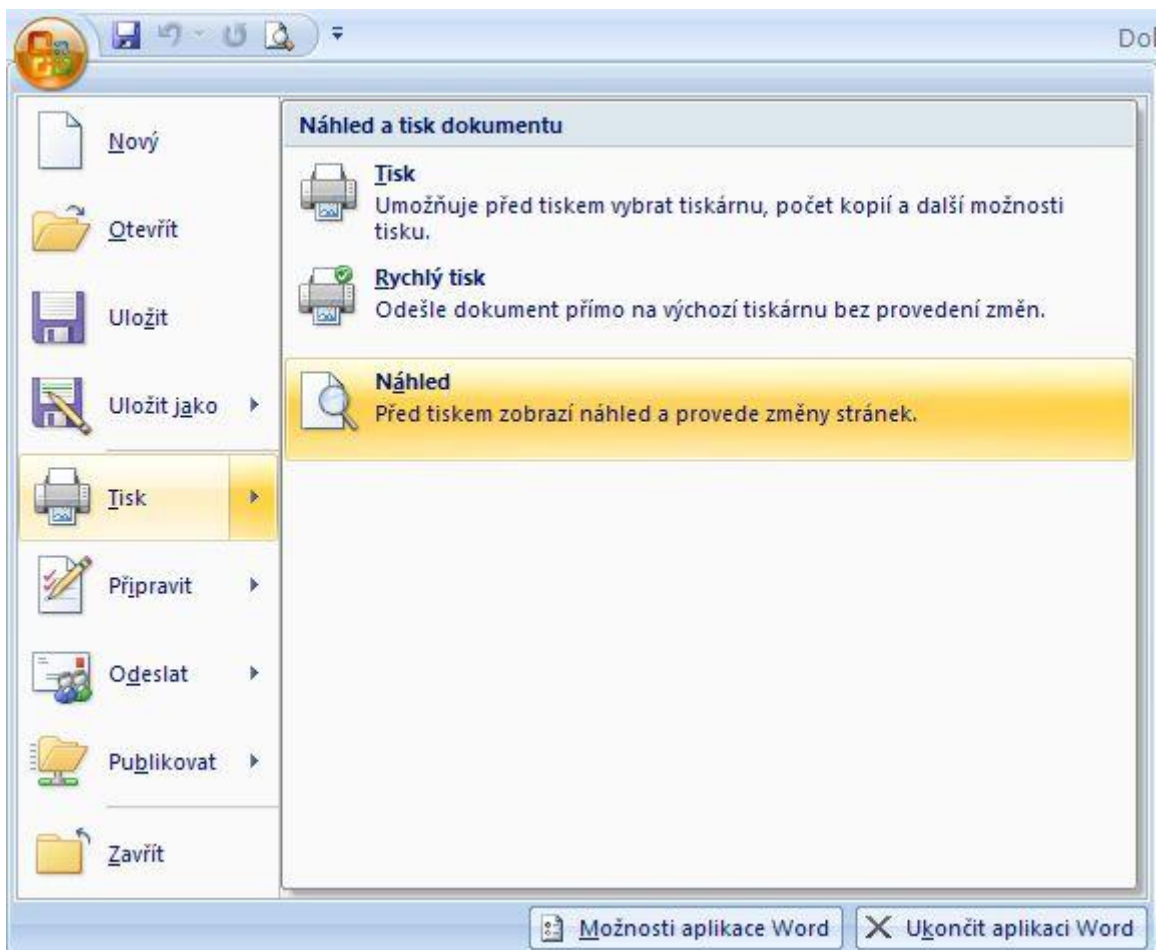 Dol
Nový
Otevřít
Uložit
Uložit jako
Tisk
Připravit
Odeslat
Publikovat
Zavřít
Náhled a tisk dokumentu
Tisk
Umožňuje před tiskem vybrat tiskárnu, počet kopií a další možnosti
tisku.
Rychlý tisk
Odešle dokument přímo na výchozí tiskárnu bez provedení změn.
Náhled
Před tiskem zobrazí náhled a provede změny stránek.
Možnosti aplikace Word
Ukončit aplikaci Word